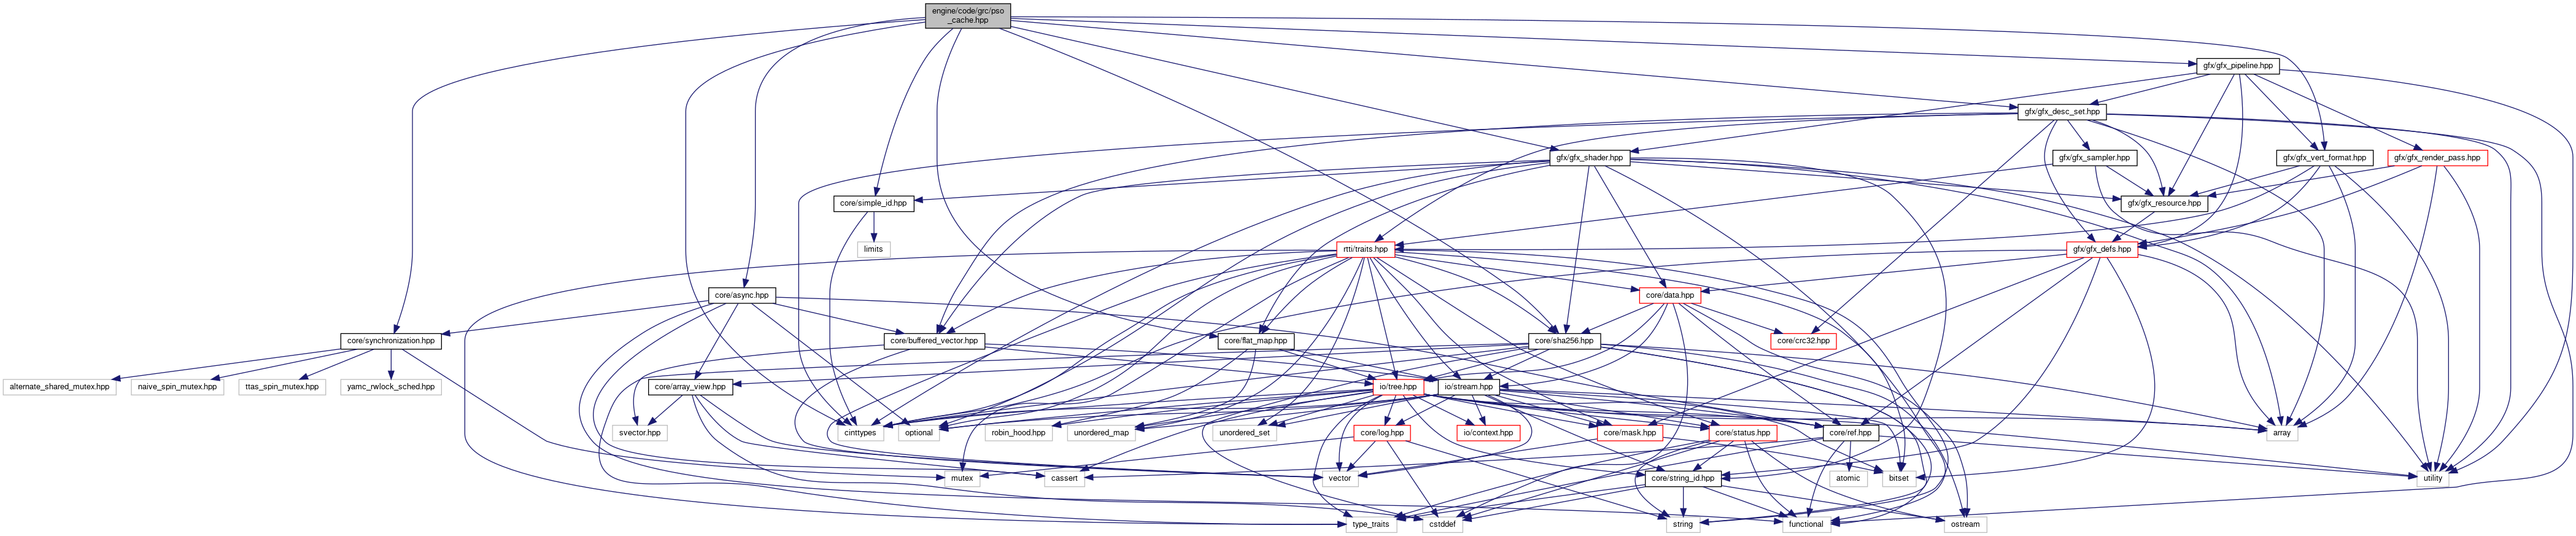 engine/code/grc/pso
_cache.hpp
gfx/gfx_pipeline.hpp
gfx/gfx_desc_set.hpp
gfx/gfx_shader.hpp
gfx/gfx_sampler.hpp
gfx/gfx_vert_format.hpp
gfx/gfx_render_pass.hpp
core/simple_id.hpp
gfx/gfx_resource.hpp
limits
rtti/traits.hpp
gfx/gfx_defs.hpp
core/async.hpp
core/data.hpp
core/synchronization.hpp
core/buffered_vector.hpp
core/flat_map.hpp
core/sha256.hpp
core/crc32.hpp
alternate_shared_mutex.hpp
naive_spin_mutex.hpp
ttas_spin_mutex.hpp
yamc_rwlock_sched.hpp
core/array_view.hpp
io/tree.hpp
io/stream.hpp
svector.hpp
cinttypes
optional
robin_hood.hpp
unordered_map
unordered_set
core/log.hpp
io/context.hpp
core/mask.hpp
core/status.hpp
core/ref.hpp
array
mutex
cassert
vector
core/string_id.hpp
atomic
bitset
utility
type_traits
cstddef
string
functional
ostream